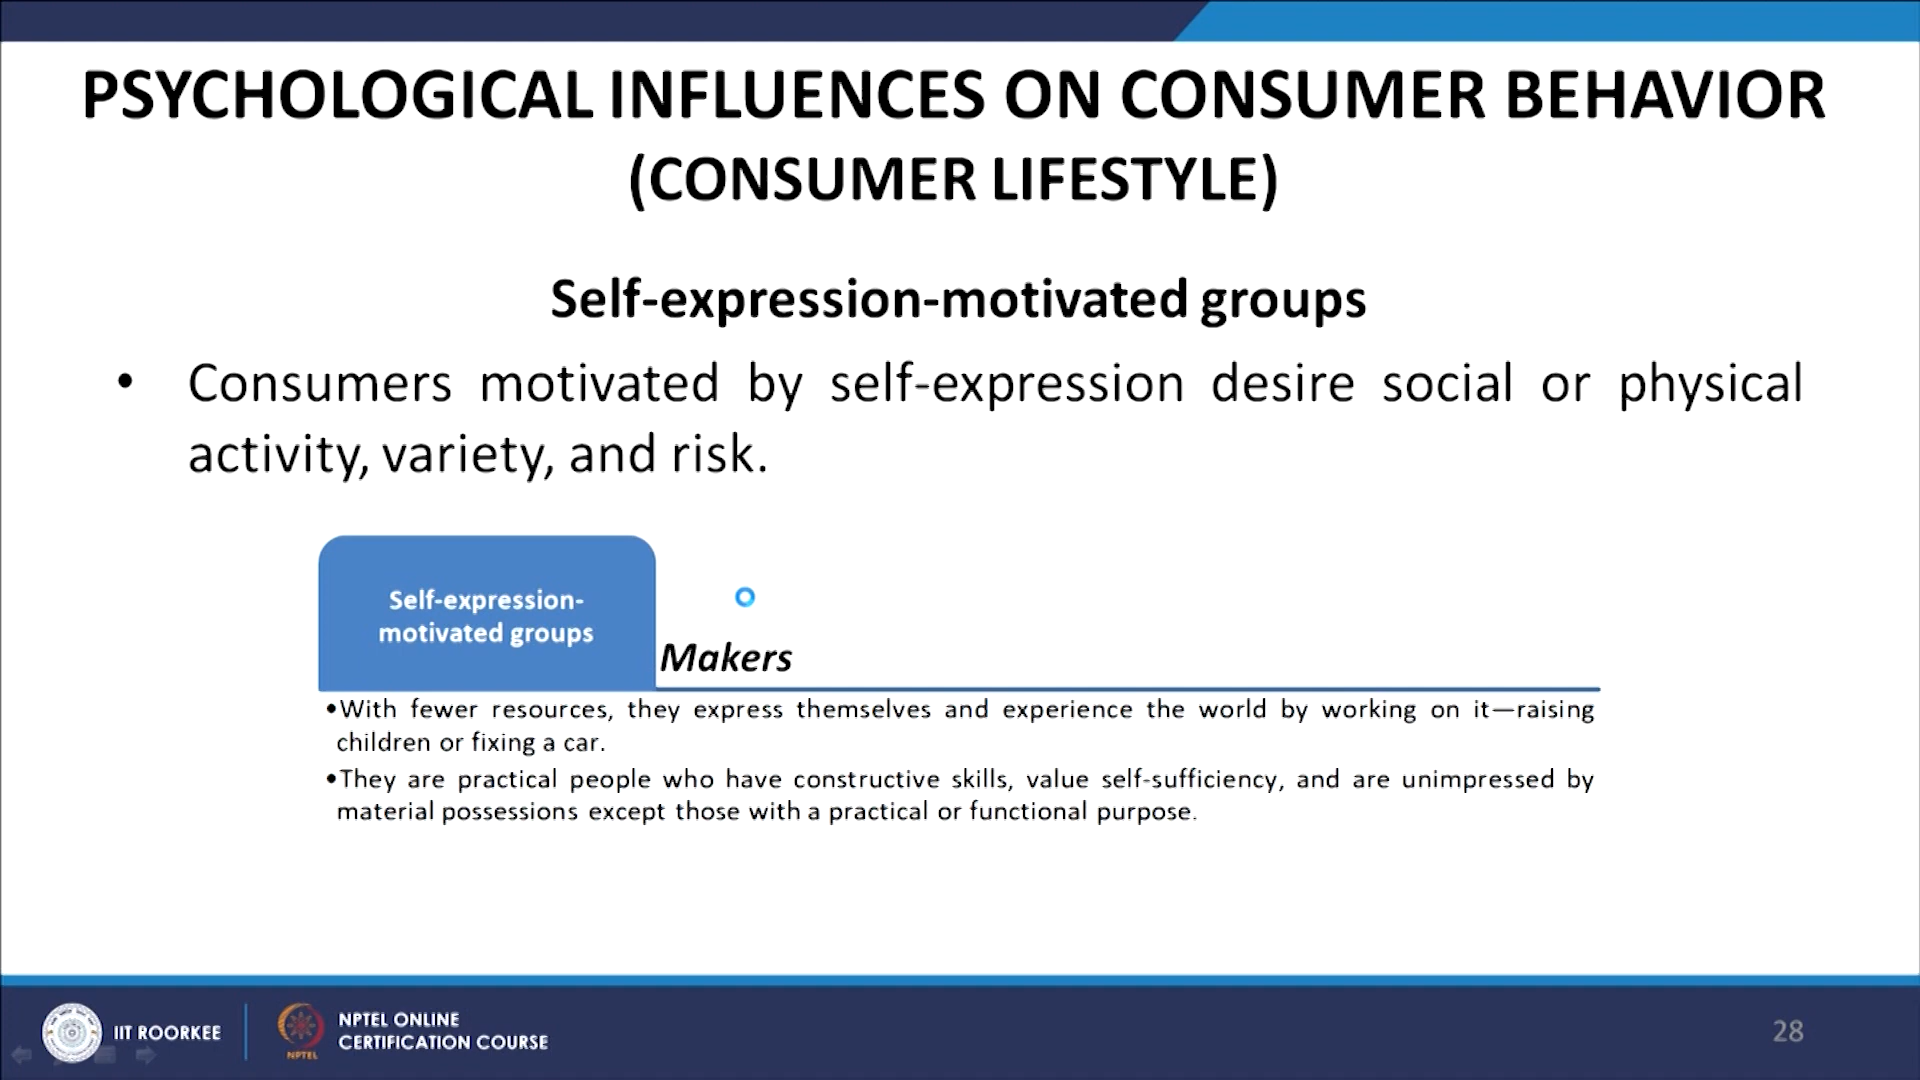 PSYCHOLOGICAL INFLUENCES ON CONSUMER BEHAVIOR
(CONSUMER LIFESTYLE)
Self-expression-motivated groups
• Consumers motivated by self-expression desire social or physical
activity, variety, and risk.
Self-expression-
motivated groups
Makers
•With fewer resources, they express themselves and experience the world by working on it—raising
children or fixing a car.
•They are practical people who have constructive skills, value self-sufficiency, and are unimpressed by
material possessions except those with a practical or functional purpose.
IIT ROORKEE
NPTEL
NPTEL ONLINE
CERTIFICATION COURSE
28